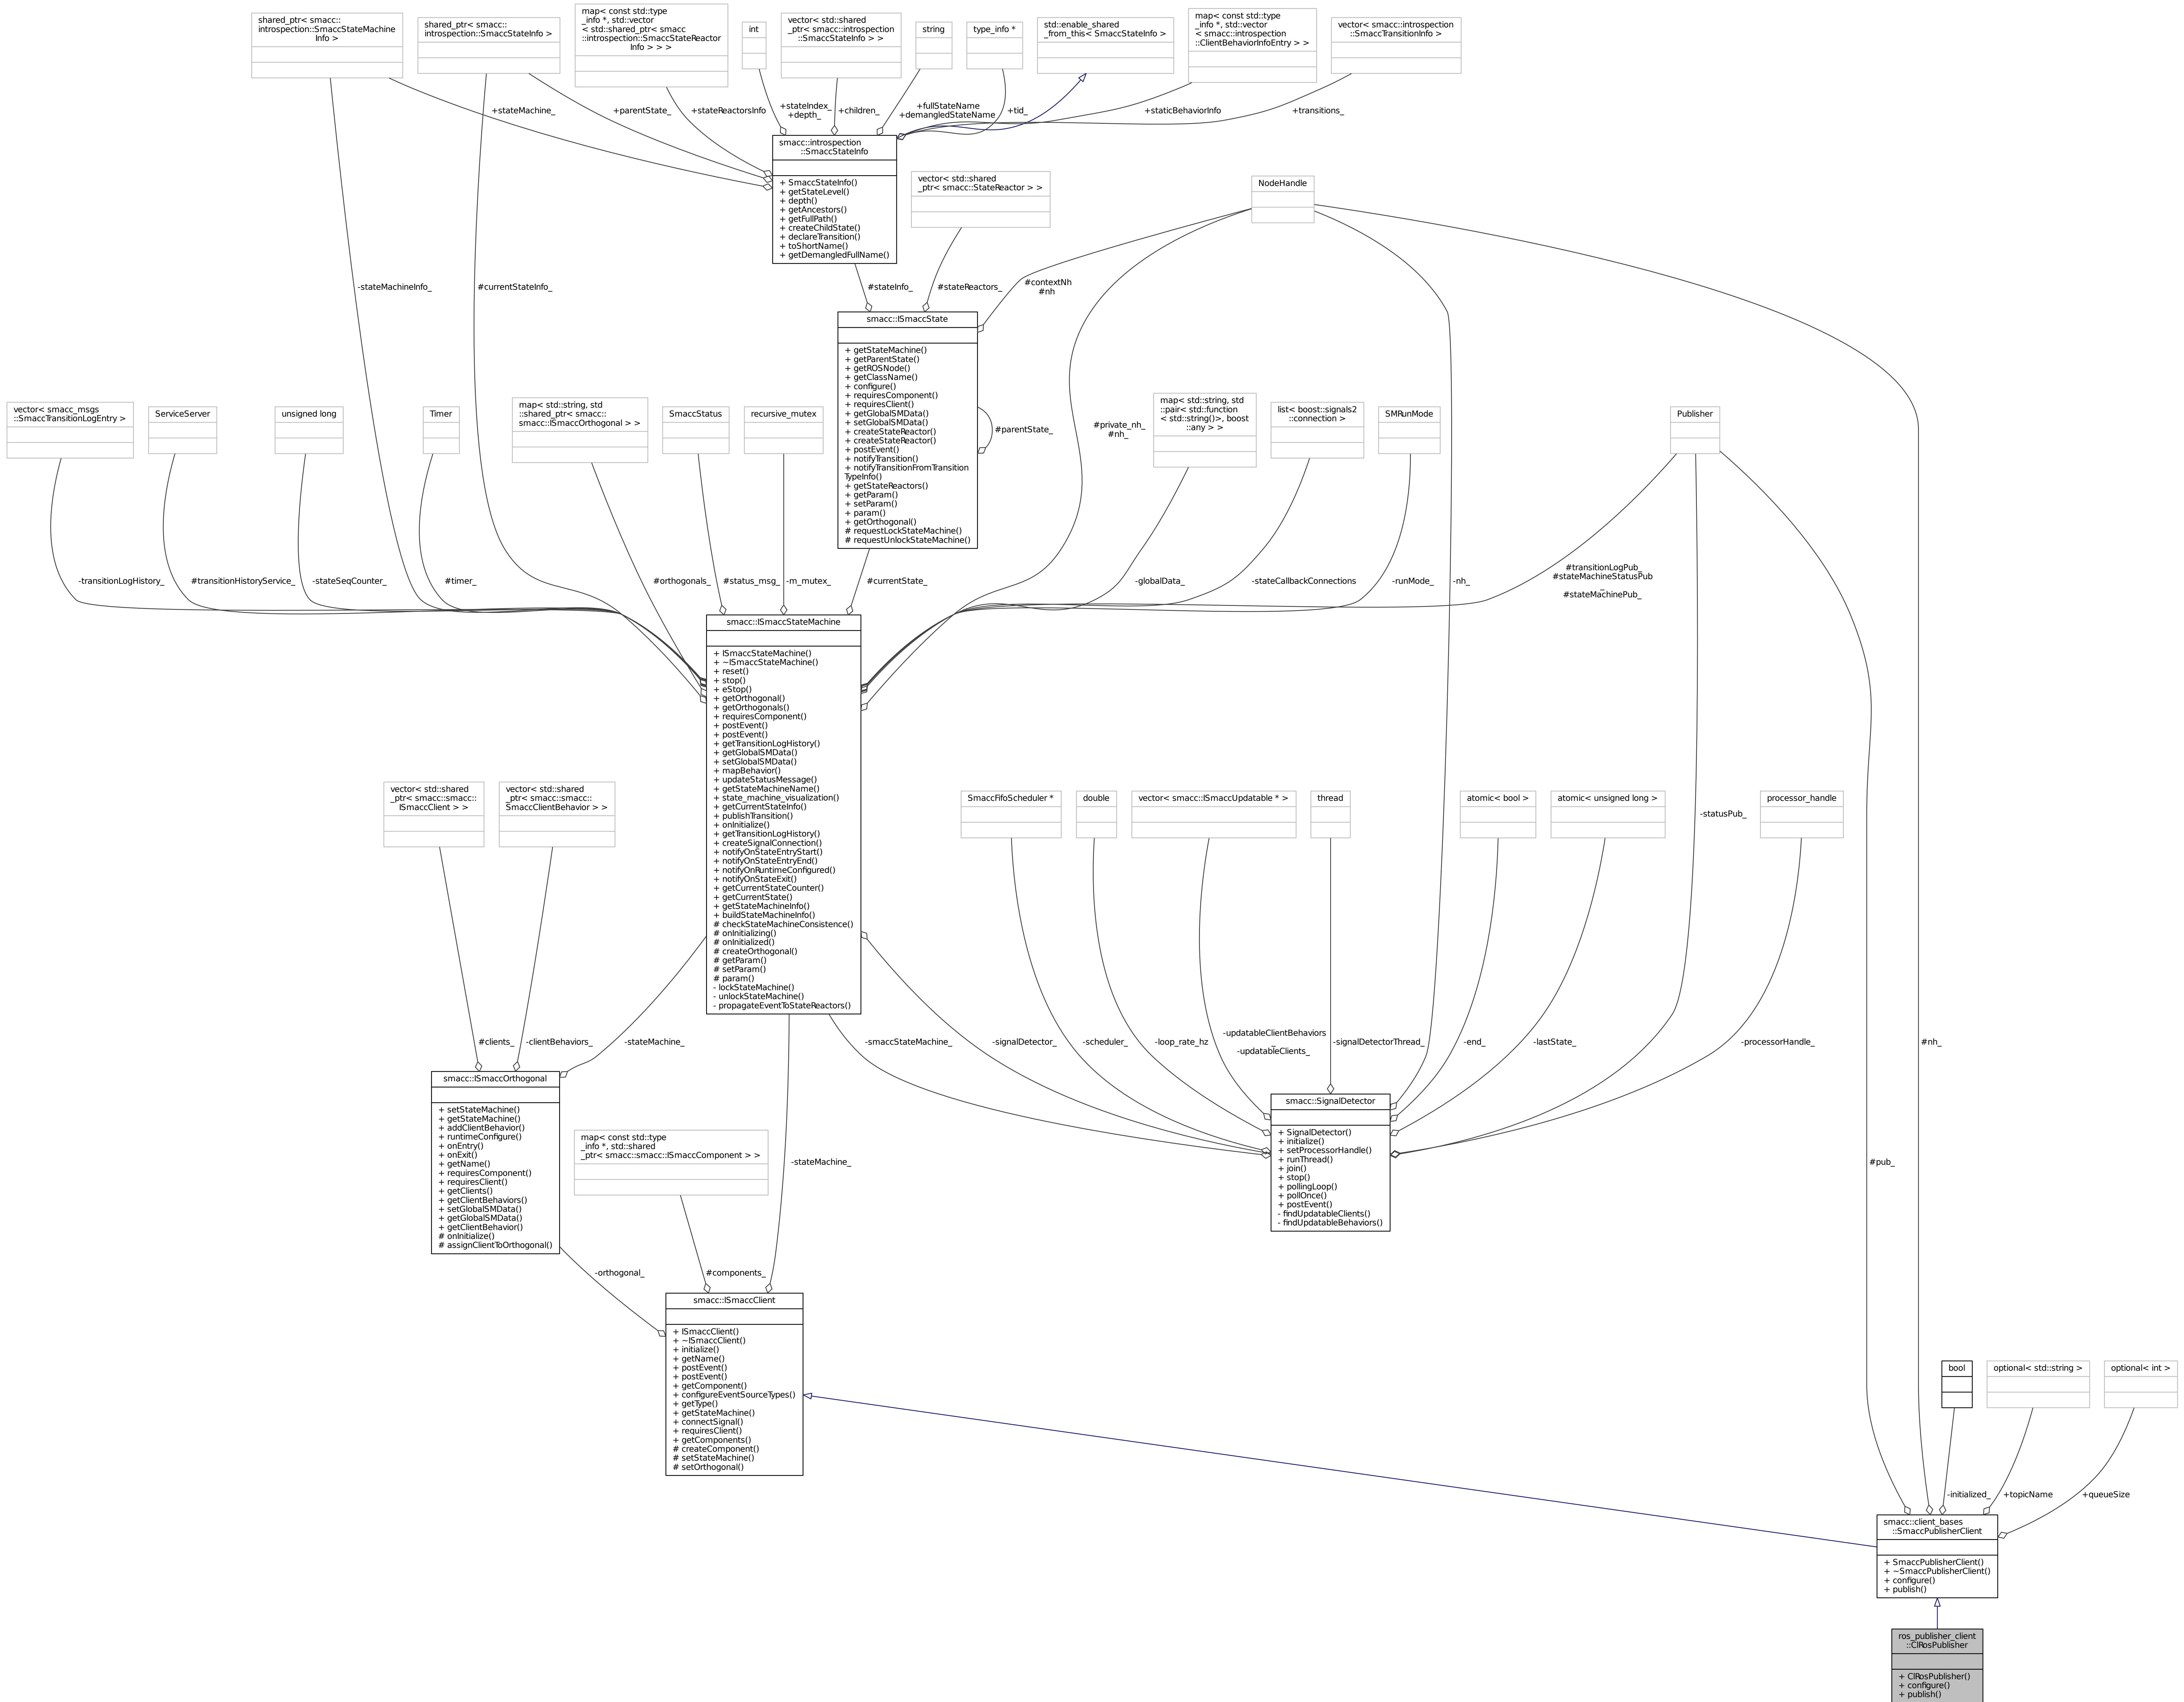 shared_ptr< smacc::
introspection::SmaccStateMachine
Info >
shared_ptr< smacc::
introspection::SmaccStateInfo >
map< const std::type
_info *, std::vector
< std::shared_ptr< smacc
::introspection::SmaccStateReactor
Info > > >
int
vector< std::shared
_ptr< smacc::introspection
::SmaccStateInfo > >
string
type_info *
std::enable_shared
_from_this< SmaccStateInfo >
map< const std::type
_info *, std::vector
< smacc::introspection
::ClientBehaviorInfoEntry > >
vector< smacc::introspection
::SmaccTransitionInfo >
+stateMachine_
+parentState_
+stateReactorsInfo
+stateIndex_
+depth_
+children_
+fullStateName
+demangledStateName
+tid_
+staticBehaviorInfo
+transitions_
smacc::introspection
::SmaccStateInfo
+ SmaccStateInfo()
+ getStateLevel()
+ depth()
+ getAncestors()
+ getFullPath()
+ createChildState()
+ declareTransition()
+ toShortName()
+ getDemangledFullName()
vector< std::shared
_ptr< smacc::StateReactor > >
NodeHandle
-stateMachineInfo_
#currentStateInfo_
#stateInfo_
#stateReactors_
#contextNh
#nh
smacc::ISmaccState
+ getStateMachine()
+ getParentState()
+ getROSNode()
+ getClassName()
+ configure()
+ requiresComponent()
+ requiresClient()
+ getGlobalSMData()
+ setGlobalSMData()
+ createStateReactor()
+ createStateReactor()
+ postEvent()
+ notifyTransition()
+ notifyTransitionFromTransition
TypeInfo()
+ getStateReactors()
+ getParam()
+ setParam()
+ param()
+ getOrthogonal()
# requestLockStateMachine()
# requestUnlockStateMachine()
#parentState_
vector< smacc_msgs
::SmaccTransitionLogEntry >
ServiceServer
unsigned long
Timer
map< std::string, std
::shared_ptr< smacc::
smacc::ISmaccOrthogonal > >
SmaccStatus
recursive_mutex
#private_nh_
#nh_
map< std::string, std
::pair< std::function
< std::string()>, boost
::any > >
list< boost::signals2
::connection >
SMRunMode
Publisher
-transitionLogHistory_
#transitionHistoryService_
-stateSeqCounter_
#timer_
#orthogonals_
#status_msg_
-m_mutex_
#currentState_
-globalData_
-stateCallbackConnections
-runMode_
-nh_
#transitionLogPub_
#stateMachineStatusPub
_
#stateMachinePub_
smacc::ISmaccStateMachine
+ ISmaccStateMachine()
+ ~ISmaccStateMachine()
+ reset()
+ stop()
+ eStop()
+ getOrthogonal()
+ getOrthogonals()
+ requiresComponent()
+ postEvent()
+ postEvent()
+ getTransitionLogHistory()
+ getGlobalSMData()
+ setGlobalSMData()
+ mapBehavior()
+ updateStatusMessage()
+ getStateMachineName()
+ state_machine_visualization()
+ getCurrentStateInfo()
+ publishTransition()
+ onInitialize()
+ getTransitionLogHistory()
+ createSignalConnection()
+ notifyOnStateEntryStart()
+ notifyOnStateEntryEnd()
+ notifyOnRuntimeConfigured()
+ notifyOnStateExit()
+ getCurrentStateCounter()
+ getCurrentState()
+ getStateMachineInfo()
+ buildStateMachineInfo()
# checkStateMachineConsistence()
# onInitializing()
# onInitialized()
# createOrthogonal()
# getParam()
# setParam()
# param()
- lockStateMachine()
- unlockStateMachine()
- propagateEventToStateReactors()
vector< std::shared
_ptr< smacc::smacc::
ISmaccClient > >
vector< std::shared
_ptr< smacc::smacc::
SmaccClientBehavior > >
SmaccFifoScheduler *
double
vector< smacc::ISmaccUpdatable * >
thread
atomic< bool >
atomic< unsigned long >
processor_handle
-statusPub_
#clients_
-clientBehaviors_
-stateMachine_
-smaccStateMachine_
-signalDetector_
-scheduler_
-loop_rate_hz
-updatableClientBehaviors
_
-updatableClients_
-signalDetectorThread_
-end_
-lastState_
-processorHandle_
#nh_
smacc::ISmaccOrthogonal
+ setStateMachine()
+ getStateMachine()
+ addClientBehavior()
+ runtimeConfigure()
+ onEntry()
+ onExit()
+ getName()
+ requiresComponent()
+ requiresClient()
+ getClients()
+ getClientBehaviors()
+ setGlobalSMData()
+ getGlobalSMData()
+ getClientBehavior()
# onInitialize()
# assignClientToOrthogonal()
smacc::SignalDetector
+ SignalDetector()
+ initialize()
+ setProcessorHandle()
+ runThread()
+ join()
+ stop()
+ pollingLoop()
+ pollOnce()
+ postEvent()
- findUpdatableClients()
- findUpdatableBehaviors()
map< const std::type
_info *, std::shared
_ptr< smacc::smacc::ISmaccComponent > >
-stateMachine_
#pub_
-orthogonal_
#components_
smacc::ISmaccClient
+ ISmaccClient()
+ ~ISmaccClient()
+ initialize()
+ getName()
+ postEvent()
+ postEvent()
+ getComponent()
+ configureEventSourceTypes()
+ getType()
+ getStateMachine()
+ connectSignal()
+ requiresClient()
+ getComponents()
# createComponent()
# setStateMachine()
# setOrthogonal()
bool
optional< std::string >
optional< int >
-initialized_
+topicName
+queueSize
smacc::client_bases
::SmaccPublisherClient
+ SmaccPublisherClient()
+ ~SmaccPublisherClient()
+ configure()
+ publish()
ros_publisher_client
::ClRosPublisher
+ ClRosPublisher()
+ configure()
+ publish()